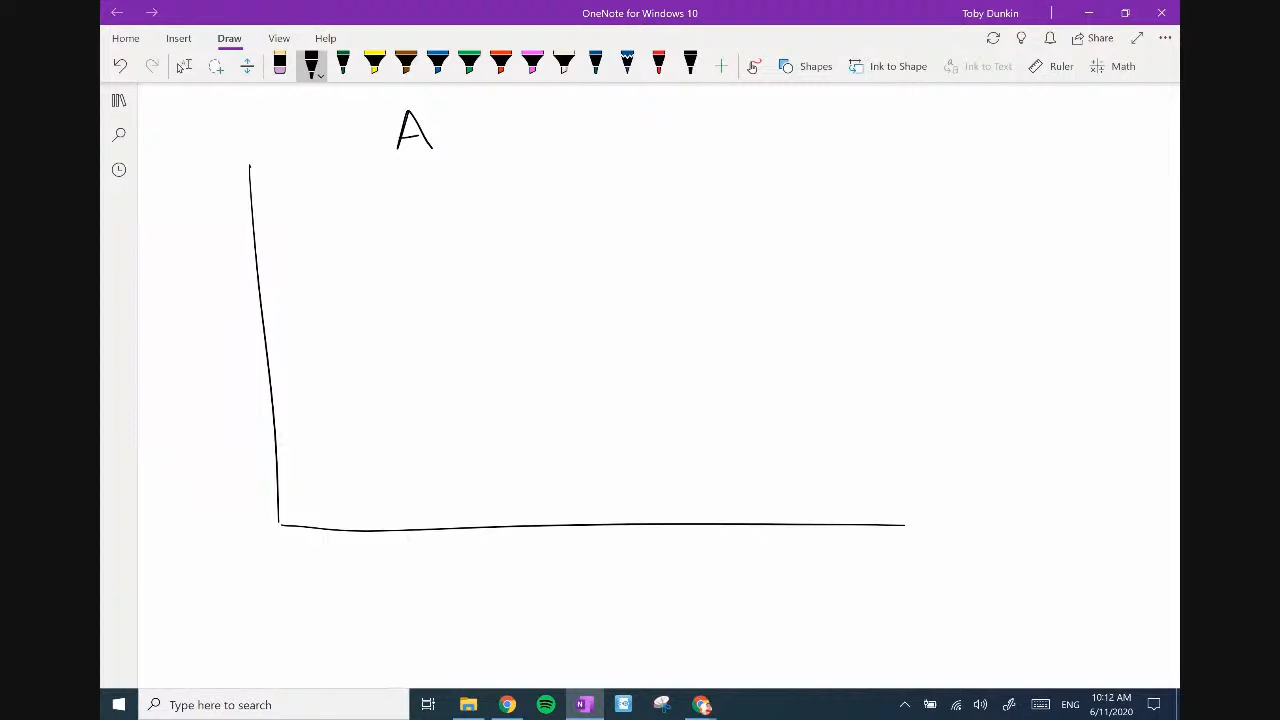 OneNote for Windows 10
Toby Dunkin
Home Insert Draw View Help
Share
Shapes Ink to Shape Ink to Text Ruler Math
A
Type here to search
ENG
10:12 AM
6/11/2020